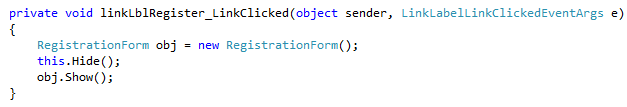 private void linkLblRegister_LinkClicked(object sender, LinkLabelLinkClickedEventArgs e)
{
    RegistrationForm obj = new RegistrationForm();
    this.Hide();
    obj.Show();
}